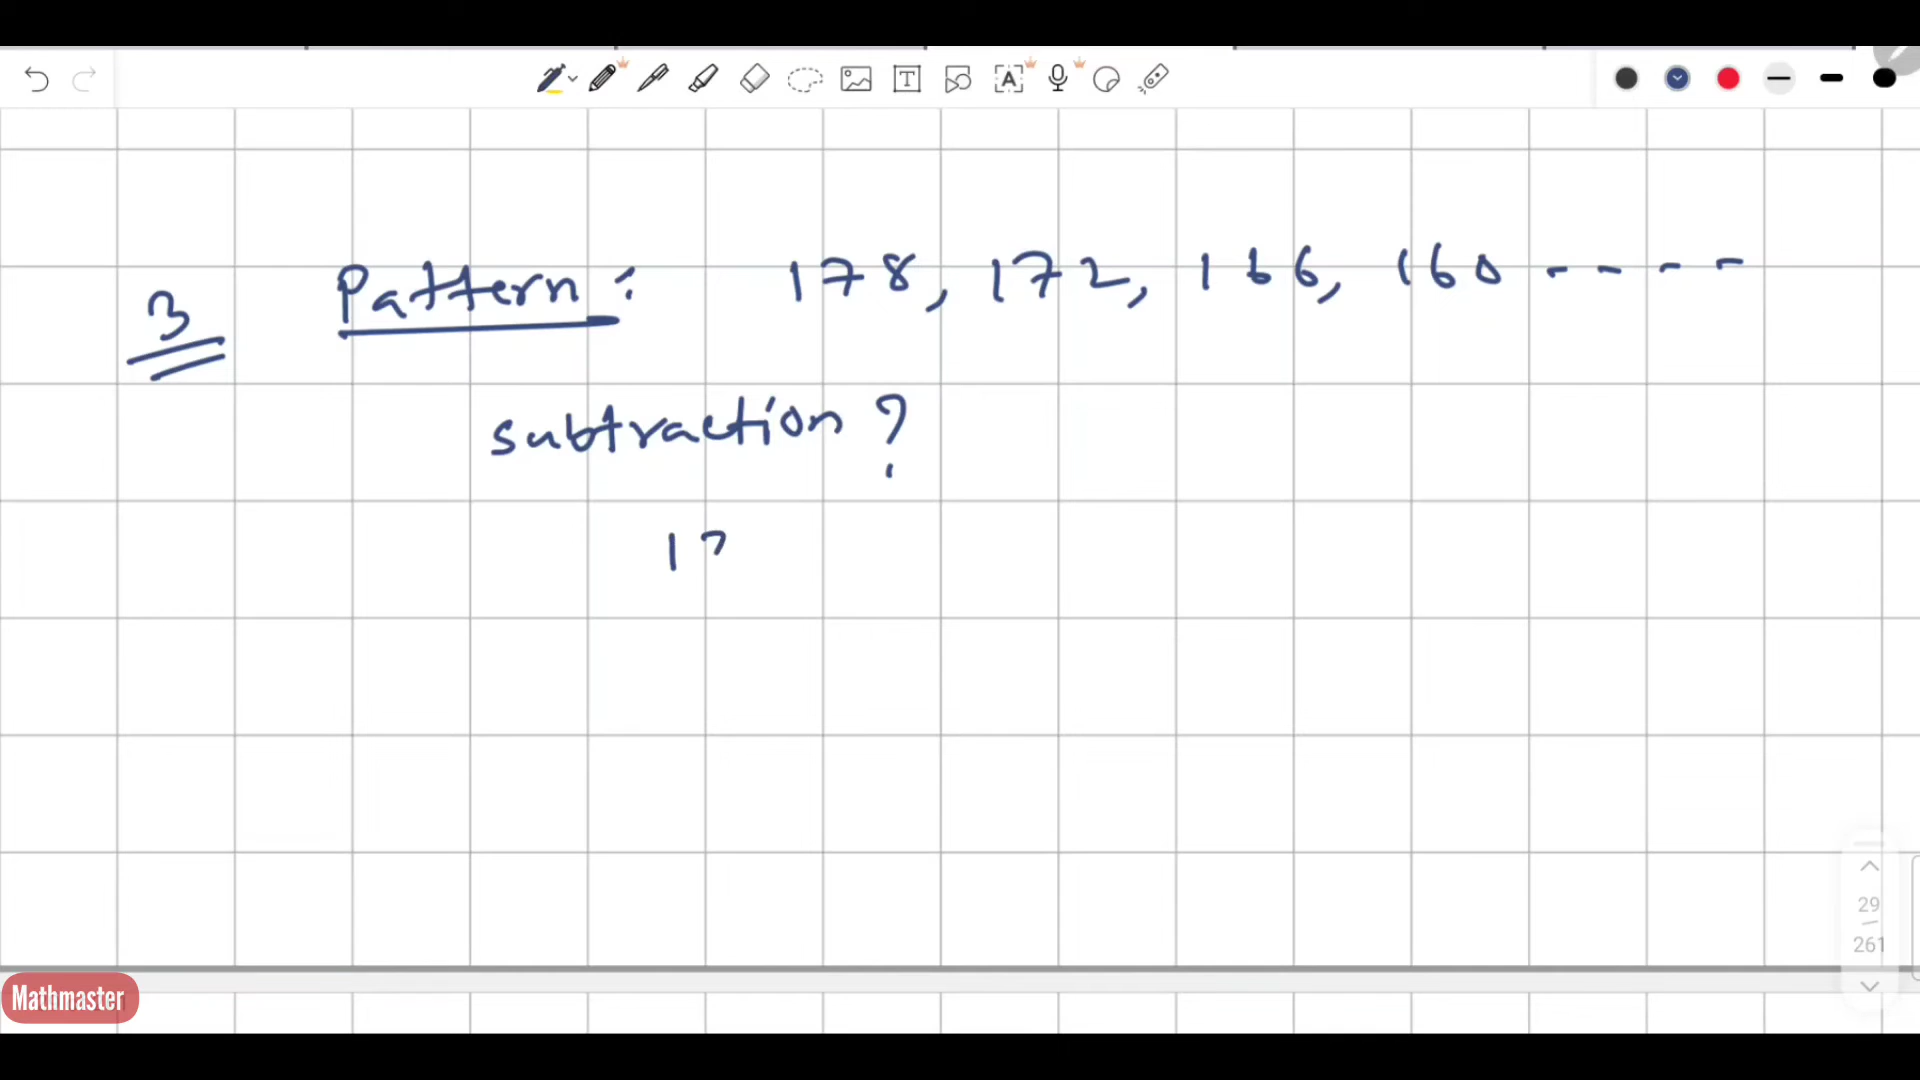 3 Pattern : 178, 172, 166, 160 - - - -
subtraction ?
17
29
261
Mathmaster